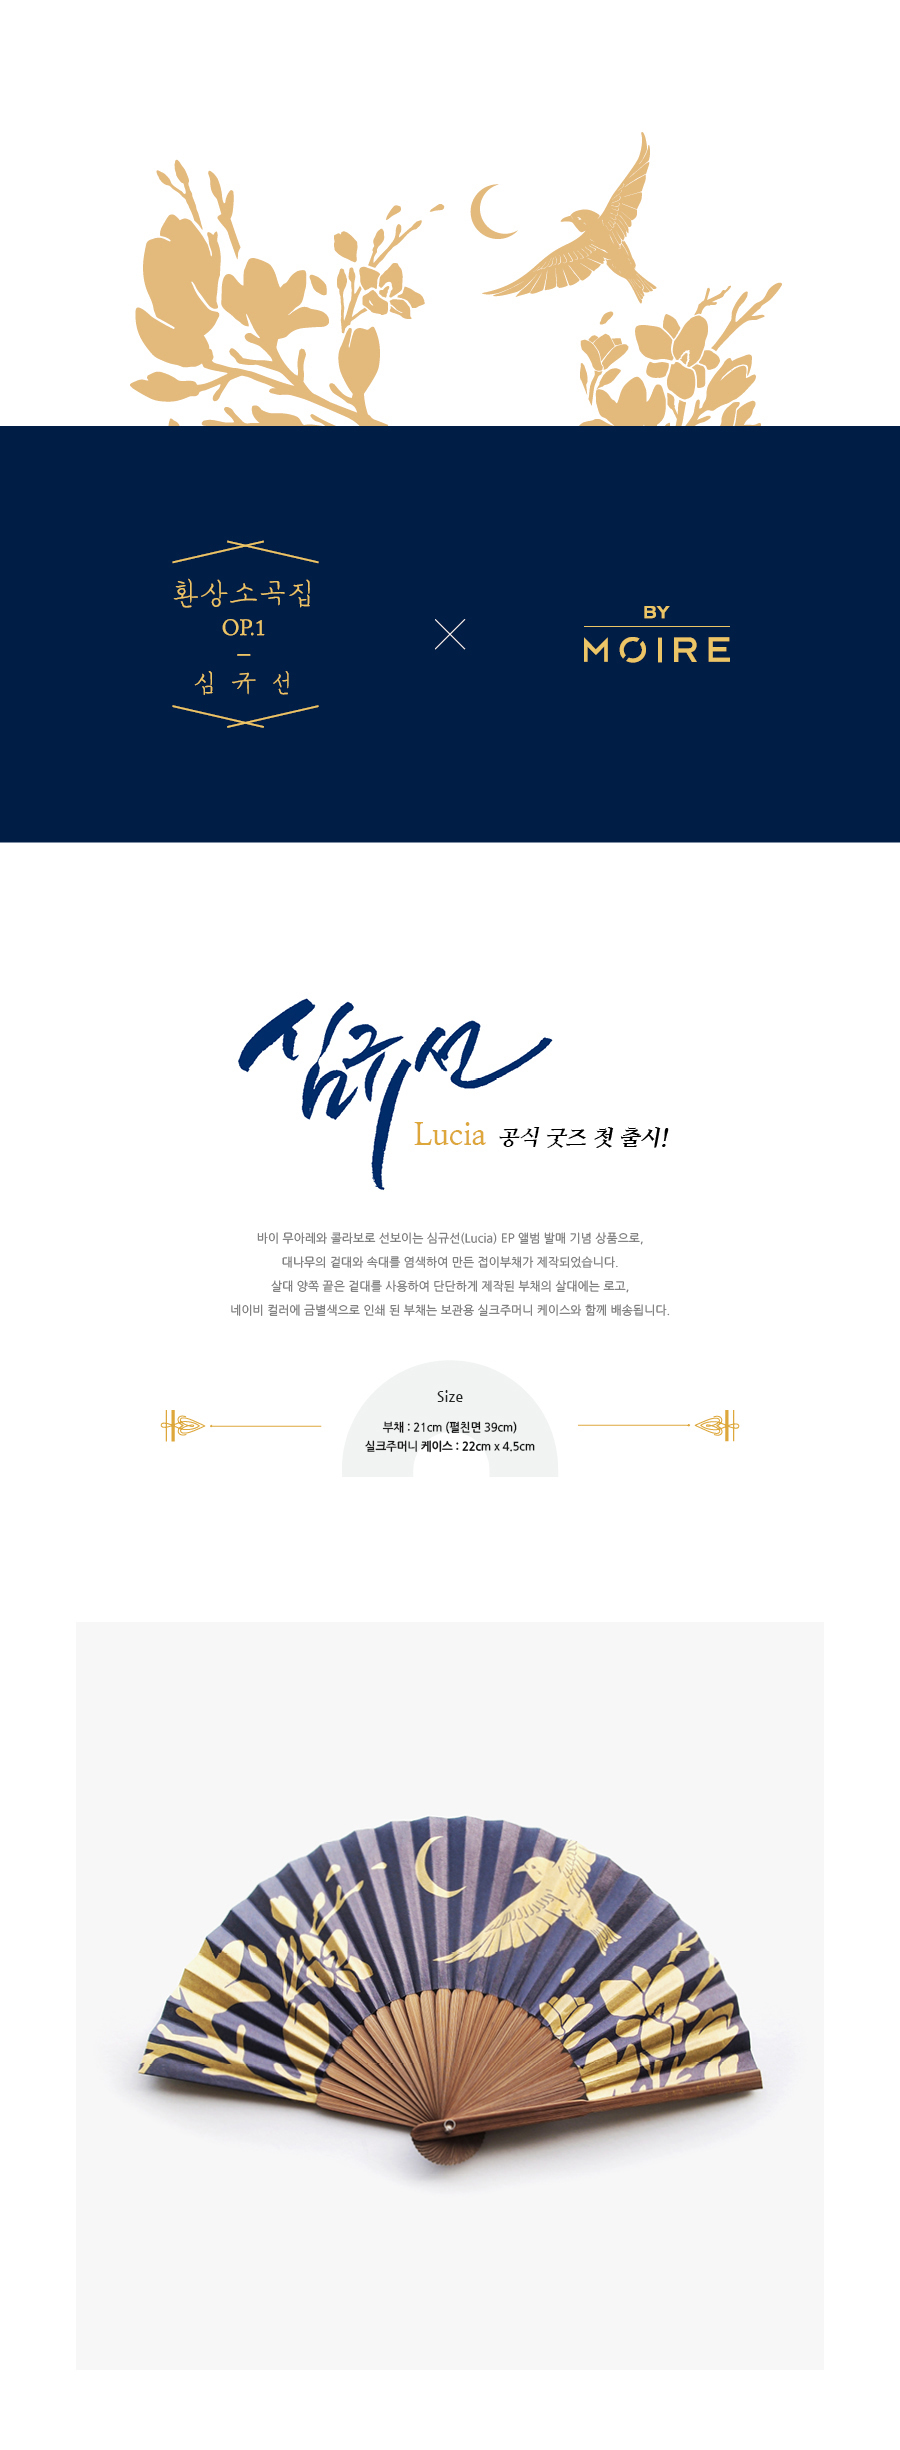 환상소곡집
OP.1
심 규 선
BY
MOIRE
심규선
Lucia 공식 굿즈 첫 출시!
바이 무아레와 콜라보로 선보이는 심규선(Lucia) EP 앨범 발매 기념 상품으로,
대나무의 겉대와 속대를 염색하여 만든 접이부채가 제작되었습니다.
살대 양쪽 끝은 겉대를 사용하여 단단하게 제작된 부채의 살대에는 로고,
네이비 컬러에 금별색으로 인쇄 된 부채는 보관용 실크주머니 케이스와 함께 배송됩니다.
Size
부채 : 21cm (펼친면 39cm)
실크주머니 케이스 : 22cm x 4.5cm